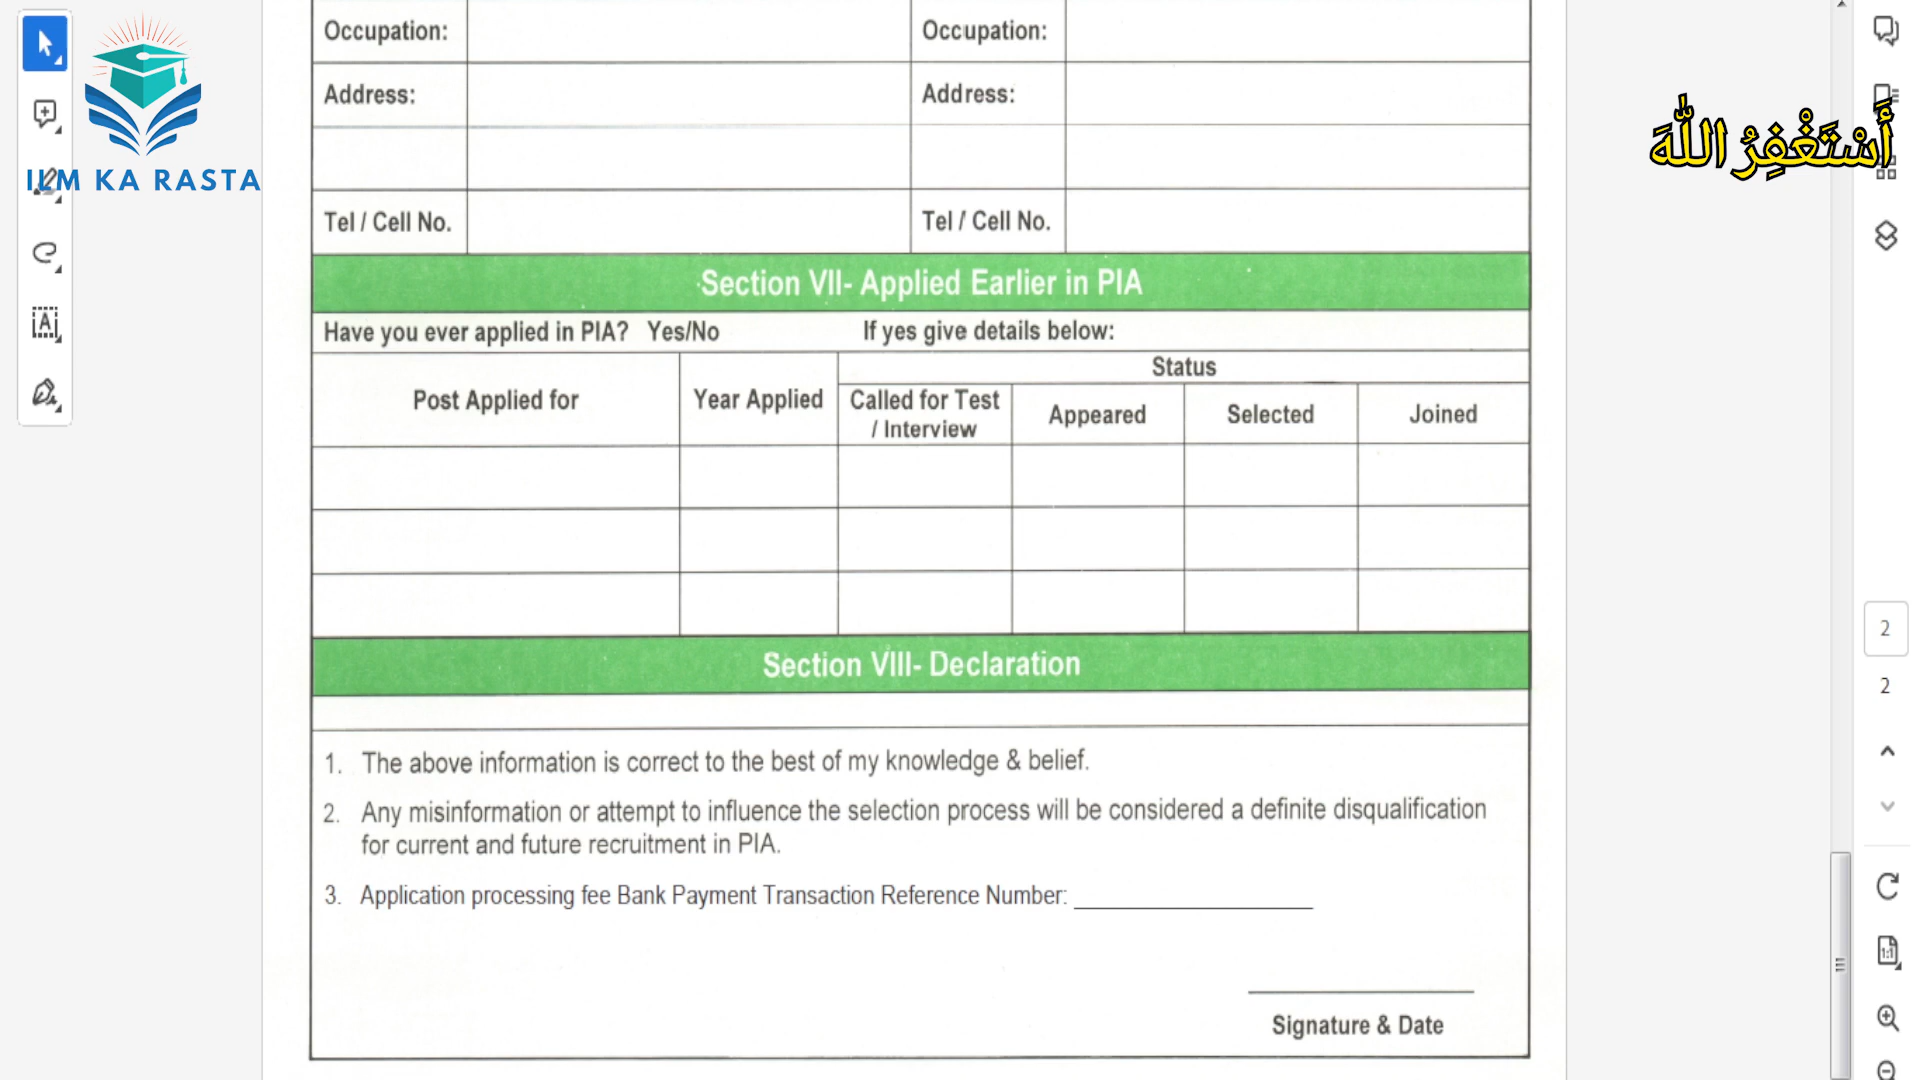 Occupation: Occupation:
Address: Address:
ILM KA RASTA
أَسْتَغْفِرُ اللّٰهَ
Tel / Cell No. Tel / Cell No.
Section VII- Applied Earlier in PIA
Have you ever applied in PIA? Yes/No If yes give details below:
Status
Post Applied for Year Applied Called for Test / Interview Appeared Selected Joined
2
Section VIII- Declaration
2
1. The above information is correct to the best of my knowledge & belief.
2. Any misinformation or attempt to influence the selection process will be considered a definite disqualification
for current and future recruitment in PIA.
3. Application processing fee Bank Payment Transaction Reference Number:
1:1
Signature & Date